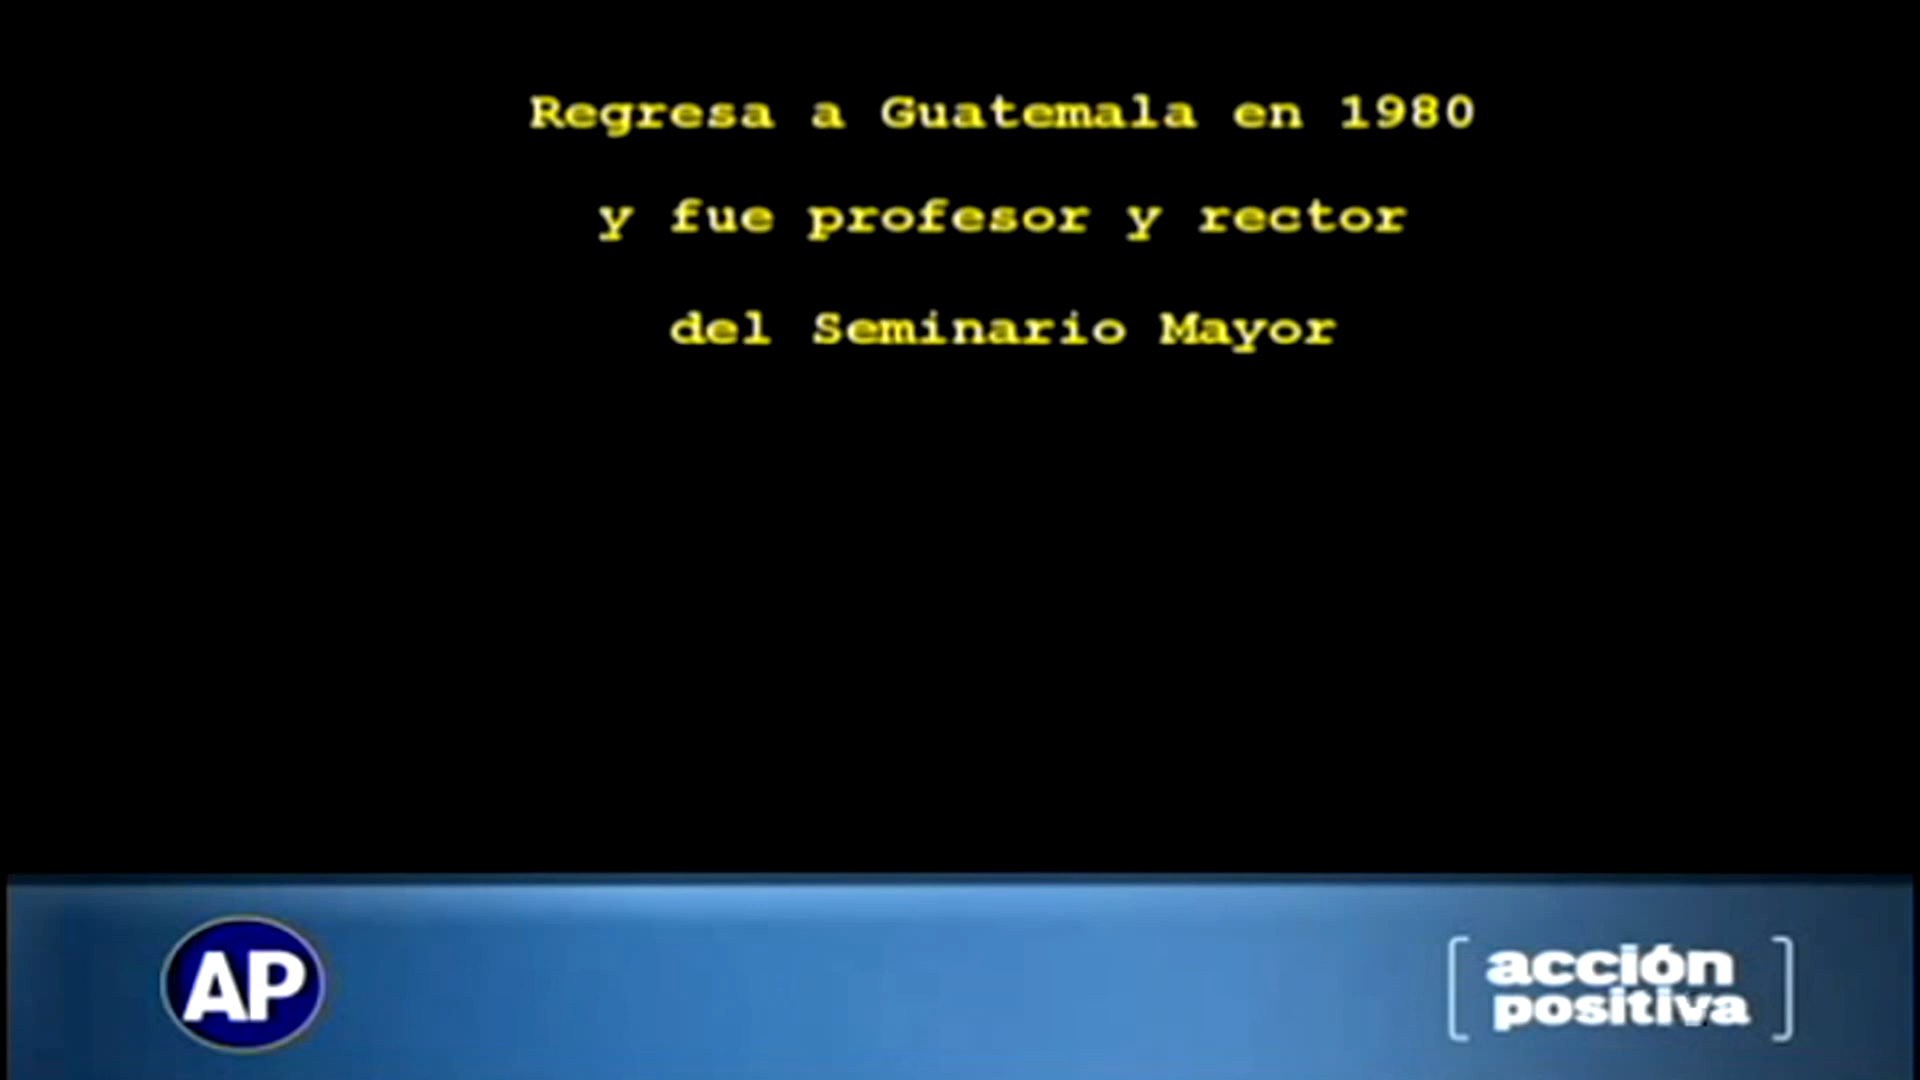 Regresa a Guatemala en 1980
y fue profesor y rector
del Seminario Mayor
AP
acción
positiva